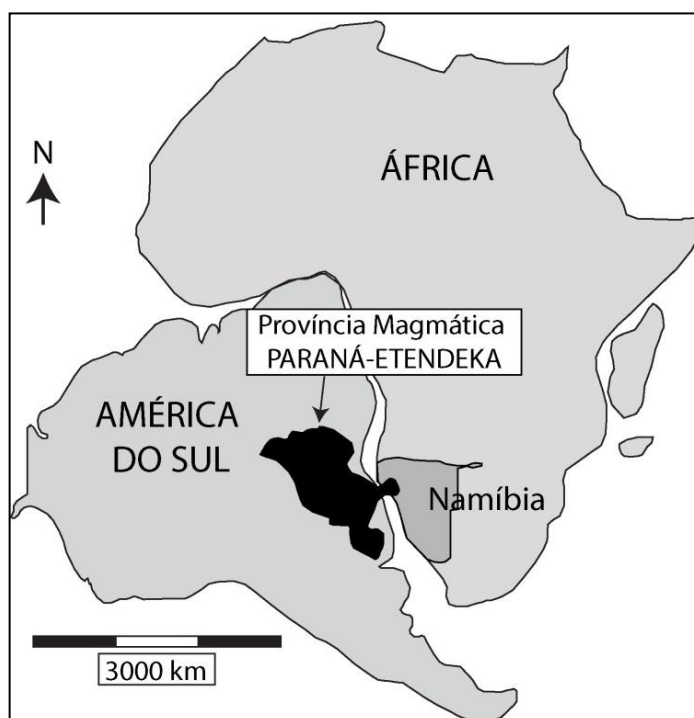 N
ÁFRICA
Província Magmática
PARANÁ-ETENDEKA
AMÉRICA
DO SUL
Namíbia
3000 km